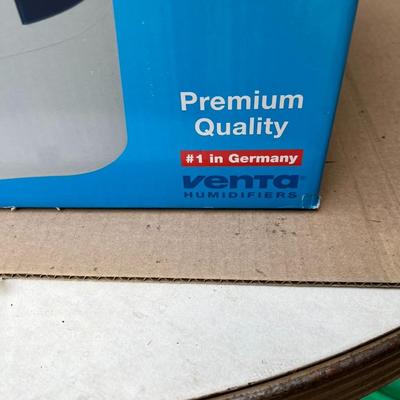 Premium
Quality
#1 in Germany
venta®
HUMIDIFIERS